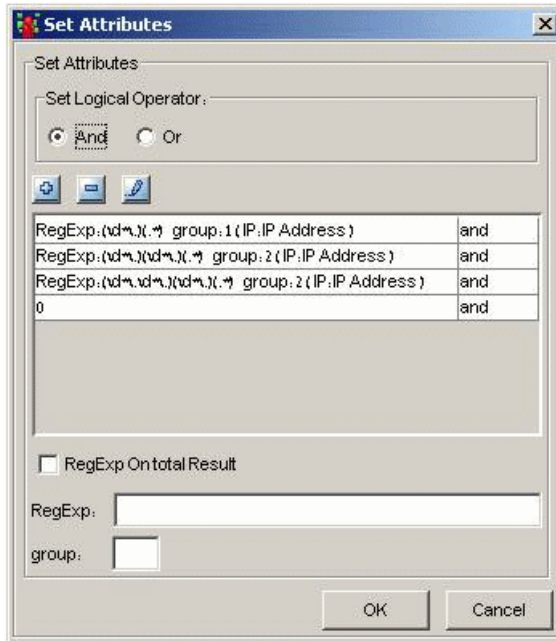 Set Attributes
Set Attributes
Set Logical Operator:
And Or
RegExp:(\d*\.)(.*) group:1(IP:IP Address) and
RegExp:(\d*\.)(\d*\.)(.*) group:2(IP:IP Address) and
RegExp:(\d*\.\d*\.)(\d*\.)(.*) group:2(IP:IP Address) and
0 and
RegExp On total Result
RegExp:
group:
OK Cancel